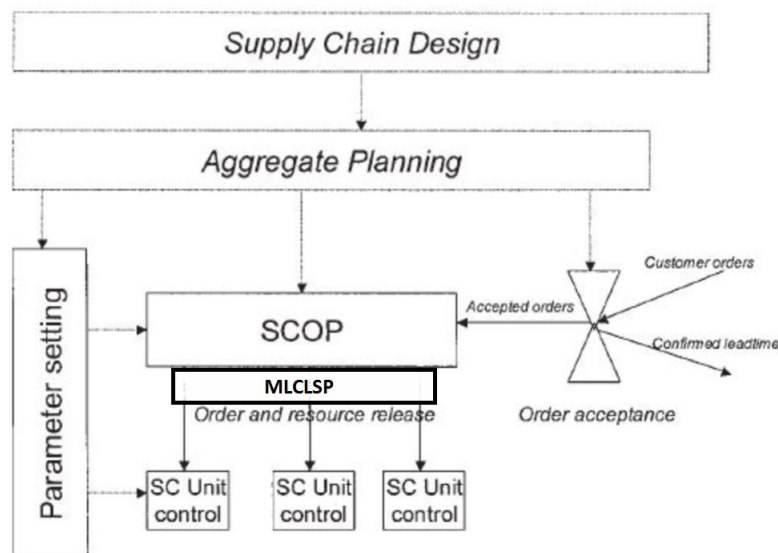 Supply Chain Design
Aggregate Planning
Customer orders
Accepted orders
Confirmed leadtime
Parameter setting
SCOP
MLCLSP
Order and resource release
Order acceptance
SC Unit
control
SC Unit
control
SC Unit
control